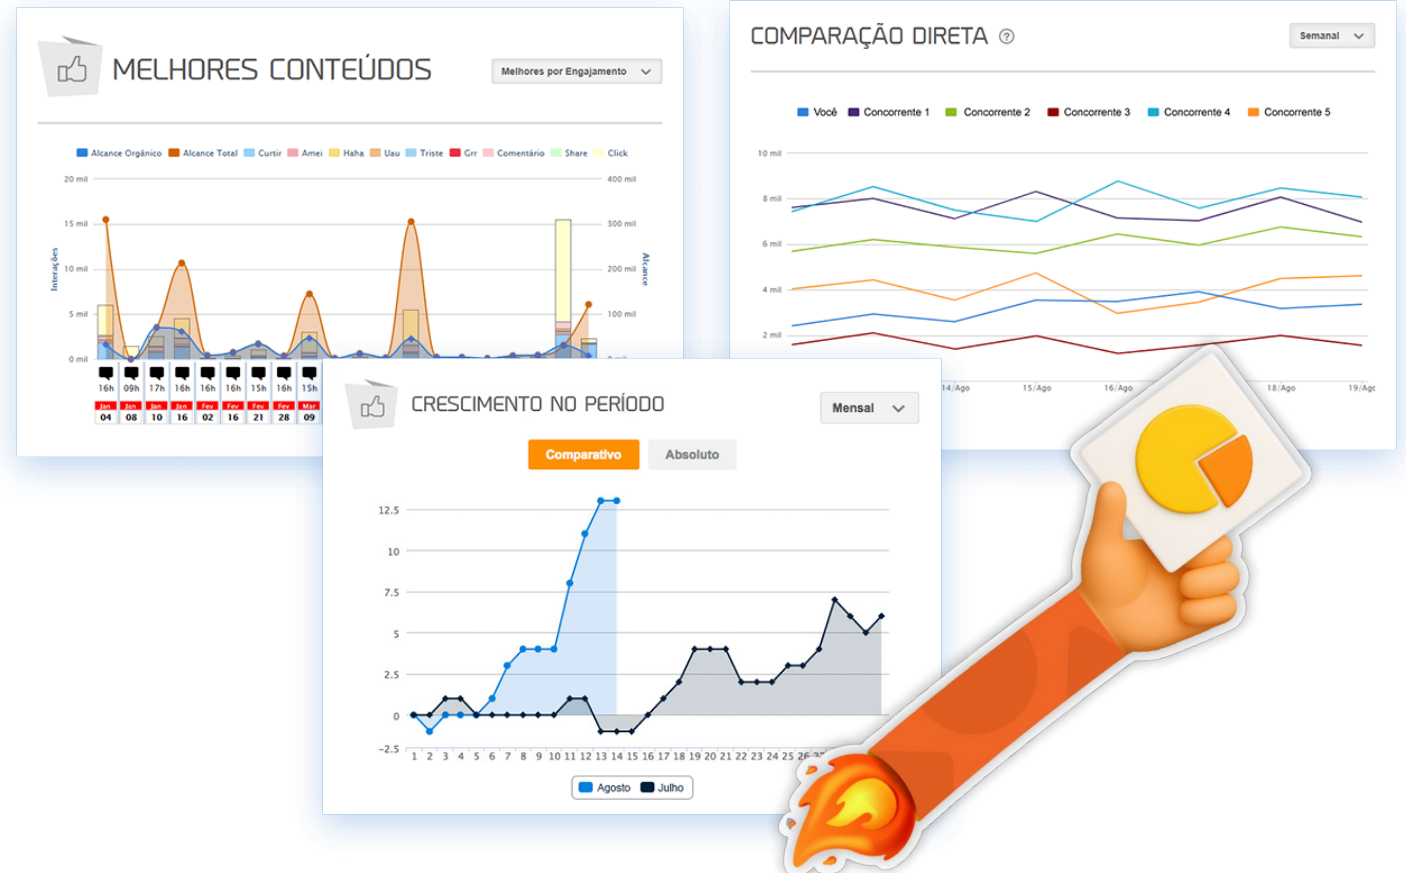 MELHORES CONTEÚDOS
Melhores por Engajamento
Alcance Orgânico Alcance Total Curtir Amei Haha Uau Triste Grr Comentário Share Click
20 mil 400 mil
15 mil 300 mil
10 mil 200 mil
5 mil 100 mil
0 mil
Interações
Alcance
16h 09h 17h 16h 16h 16h 15h 16h 15h
Jan Jan Jan Jan Fev Fev Fev Fev Mar
04 08 10 16 02 16 21 28 09
COMPARAÇÃO DIRETA ?
Semanal
Você Concorrente 1 Concorrente 2 Concorrente 3 Concorrente 4 Concorrente 5
10 mil
8 mil
6 mil
4 mil
2 mil
14/Ago 15/Ago 16/Ago 18/Ago 19/Ago
CRESCIMENTO NO PERÍODO
Mensal
Comparativo Absoluto
12.5
10
7.5
5
2.5
0
-2.5
1 2 3 4 5 6 7 8 9 10 11 12 13 14 15 16 17 18 19 20 21 22 23 24 25 26
Agosto Julho